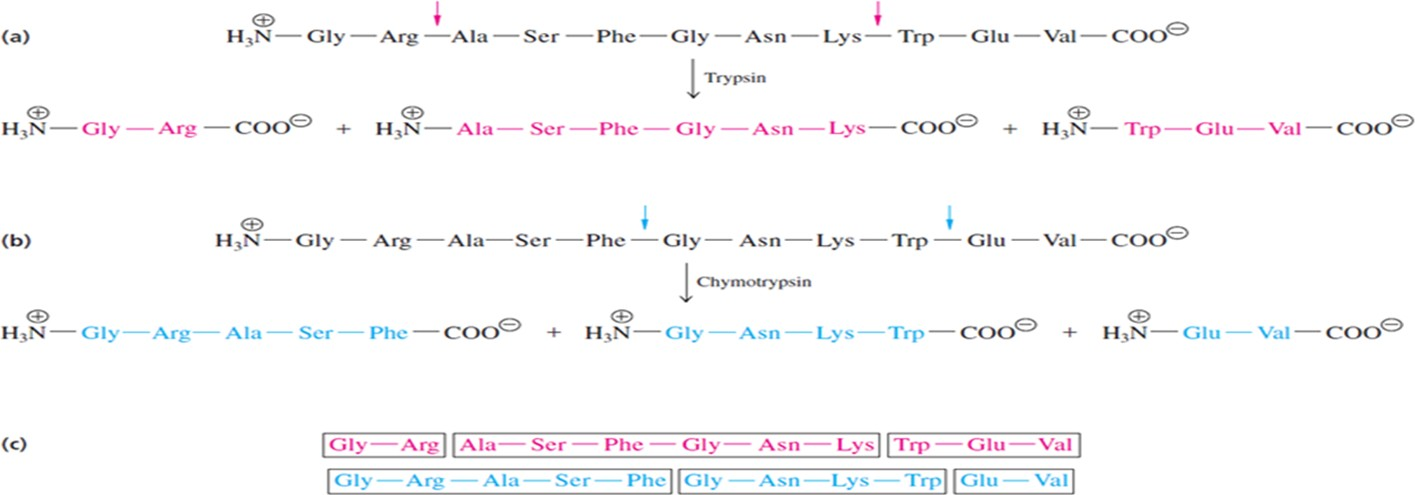 (a) H₃N⊕—Gly—Arg—Ala—Ser—Phe—Gly—Asn—Lys—Trp—Glu—Val—COO⊖
Trypsin
H₃N⊕—Gly—Arg—COO⊖ + H₃N⊕—Ala—Ser—Phe—Gly—Asn—Lys—COO⊖ + H₃N⊕—Trp—Glu—Val—COO⊖
(b) H₃N⊕—Gly—Arg—Ala—Ser—Phe—Gly—Asn—Lys—Trp—Glu—Val—COO⊖
Chymotrypsin
H₃N⊕—Gly—Arg—Ala—Ser—Phe—COO⊖ + H₃N⊕—Gly—Asn—Lys—Trp—COO⊖ + H₃N⊕—Glu—Val—COO⊖
(c) Gly—Arg Ala—Ser—Phe—Gly—Asn—Lys Trp—Glu—Val
Gly—Arg—Ala—Ser—Phe Gly—Asn—Lys—Trp Glu—Val